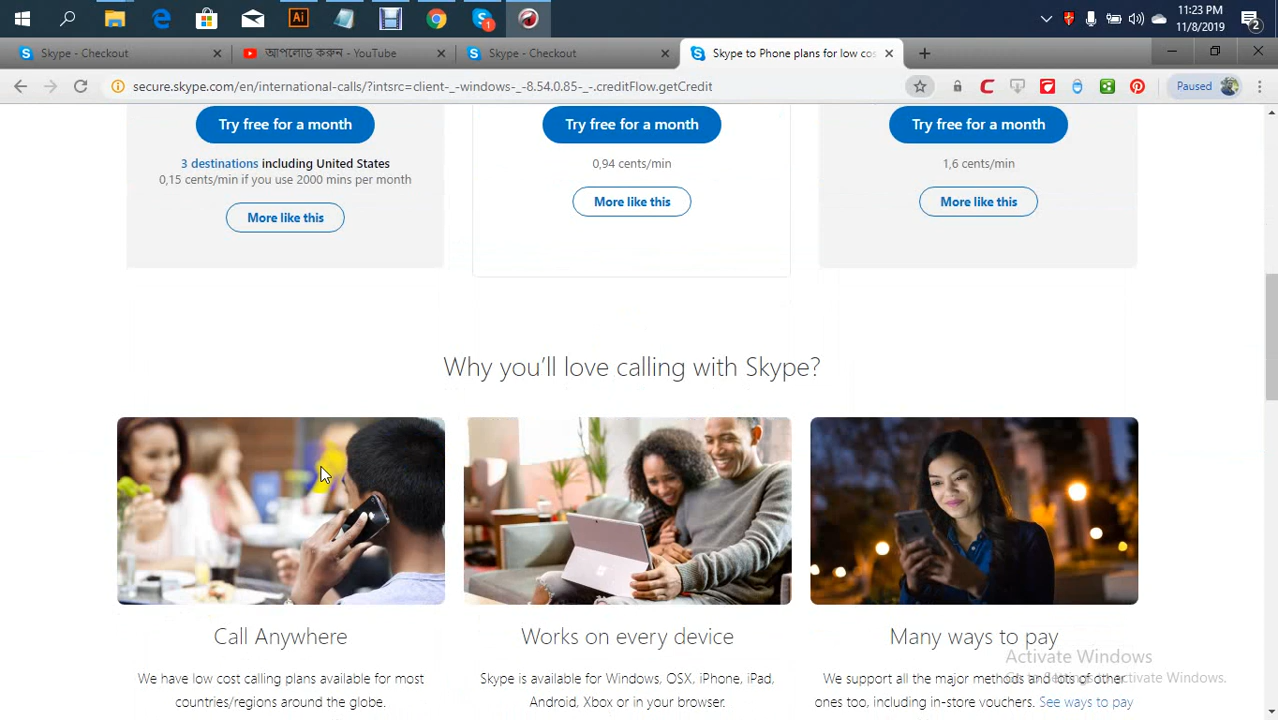 11:23 PM
11/8/2019
Skype - Checkout
আপলোড করুন - YouTube
Skype - Checkout
Skype to Phone plans for low cos
secure.skype.com/en/international-calls/?intsrc=client-_-windows-_-8.54.0.85-_-.creditFlow.getCredit
Paused
Try free for a month
Try free for a month
Try free for a month
3 destinations including United States
0,15 cents/min if you use 2000 mins per month
0,94 cents/min
1,6 cents/min
More like this
More like this
More like this
Why you’ll love calling with Skype?
Call Anywhere
Works on every device
Many ways to pay
We have low cost calling plans available for most
countries/regions around the globe.
Skype is available for Windows, OSX, iPhone, iPad,
Android, Xbox or in your browser.
We support all the major methods and lots of other
ones too, including in-store vouchers. See ways to pay
Activate Windows
Go to Settings to activate Windows.